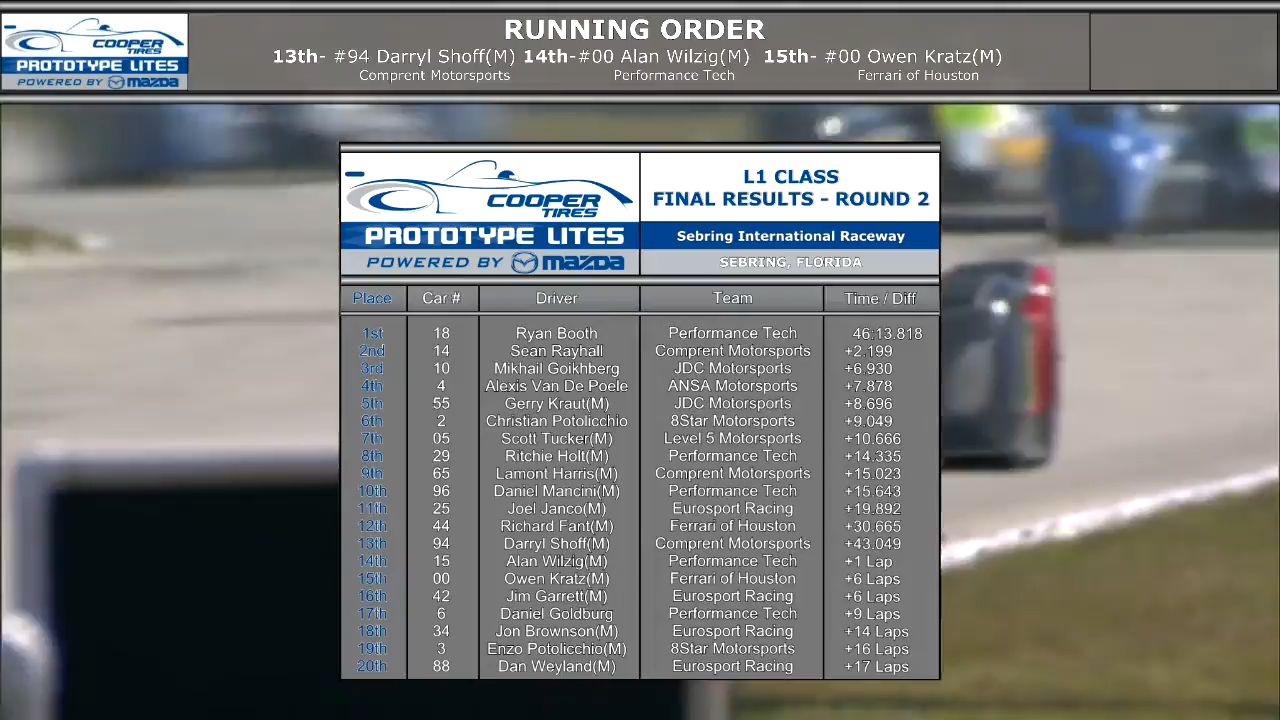 COOPER
TIRES
PROTOTYPE LITES
POWERED BY mazda
RUNNING ORDER
13th- #94 Darryl Shoff(M) 14th-#00 Alan Wilzig(M) 15th- #00 Owen Kratz(M)
Comprent Motorsports Performance Tech Ferrari of Houston
COOPER
TIRES
PROTOTYPE LITES
POWERED BY mazda
L1 CLASS
FINAL RESULTS - ROUND 2
Sebring International Raceway
SEBRING, FLORIDA
Place Car # Driver Team Time / Diff
1st 18 Ryan Booth Performance Tech 46:13.818
2nd 14 Sean Rayhall Comprent Motorsports +2.199
3rd 10 Mikhail Goikhberg JDC Motorsports +6.930
4th 4 Alexis Van De Poele ANSA Motorsports +7.878
5th 55 Gerry Kraut(M) JDC Motorsports +8.696
6th 2 Christian Potolicchio 8Star Motorsports +9.049
7th 05 Scott Tucker(M) Level 5 Motorsports +10.666
8th 29 Ritchie Holt(M) Performance Tech +14.335
9th 65 Lamont Harris(M) Comprent Motorsports +15.023
10th 96 Daniel Mancini(M) Performance Tech +15.643
11th 25 Joel Janco(M) Eurosport Racing +19.892
12th 44 Richard Fant(M) Ferrari of Houston +30.665
13th 94 Darryl Shoff(M) Comprent Motorsports +43.049
14th 15 Alan Wilzig(M) Performance Tech +1 Lap
15th 00 Owen Kratz(M) Ferrari of Houston +6 Laps
16th 42 Jim Garrett(M) Eurosport Racing +6 Laps
17th 6 Daniel Goldburg Performance Tech +9 Laps
18th 34 Jon Brownson(M) Eurosport Racing +14 Laps
19th 3 Enzo Potolicchio(M) 8Star Motorsports +16 Laps
20th 88 Dan Weyland(M) Eurosport Racing +17 Laps